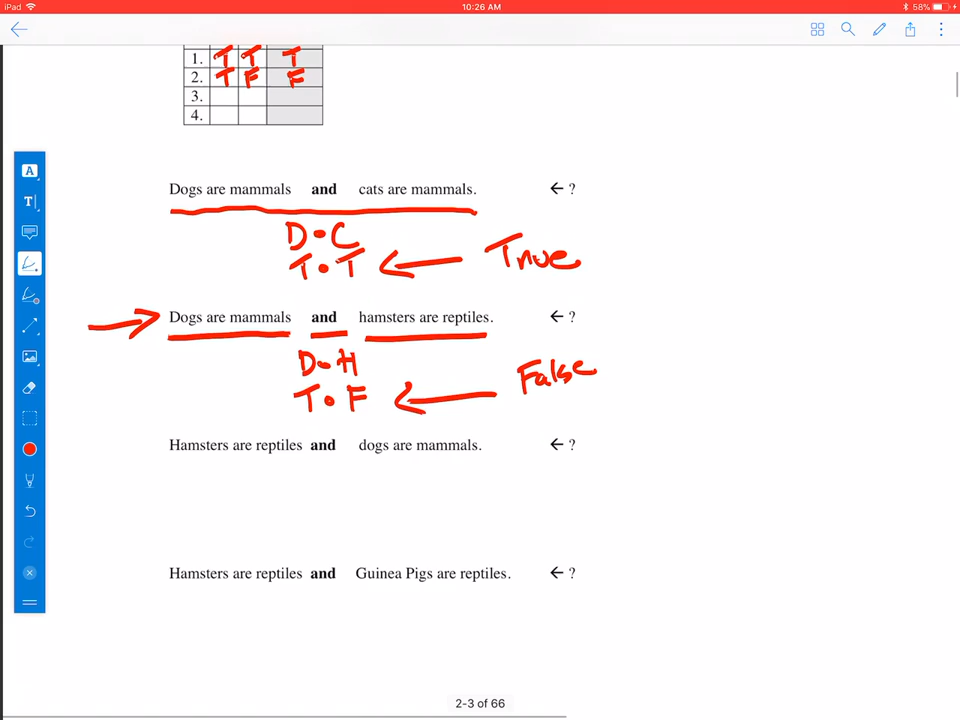 iPad 10:26 AM 58%
1. T T T
2. T F F
3.
4.
Dogs are mammals and cats are mammals. ← ?
D • C
T • T ← True
Dogs are mammals and hamsters are reptiles. ← ?
D • H
T • F ← False
Hamsters are reptiles and dogs are mammals. ← ?
Hamsters are reptiles and Guinea Pigs are reptiles. ← ?
2-3 of 66